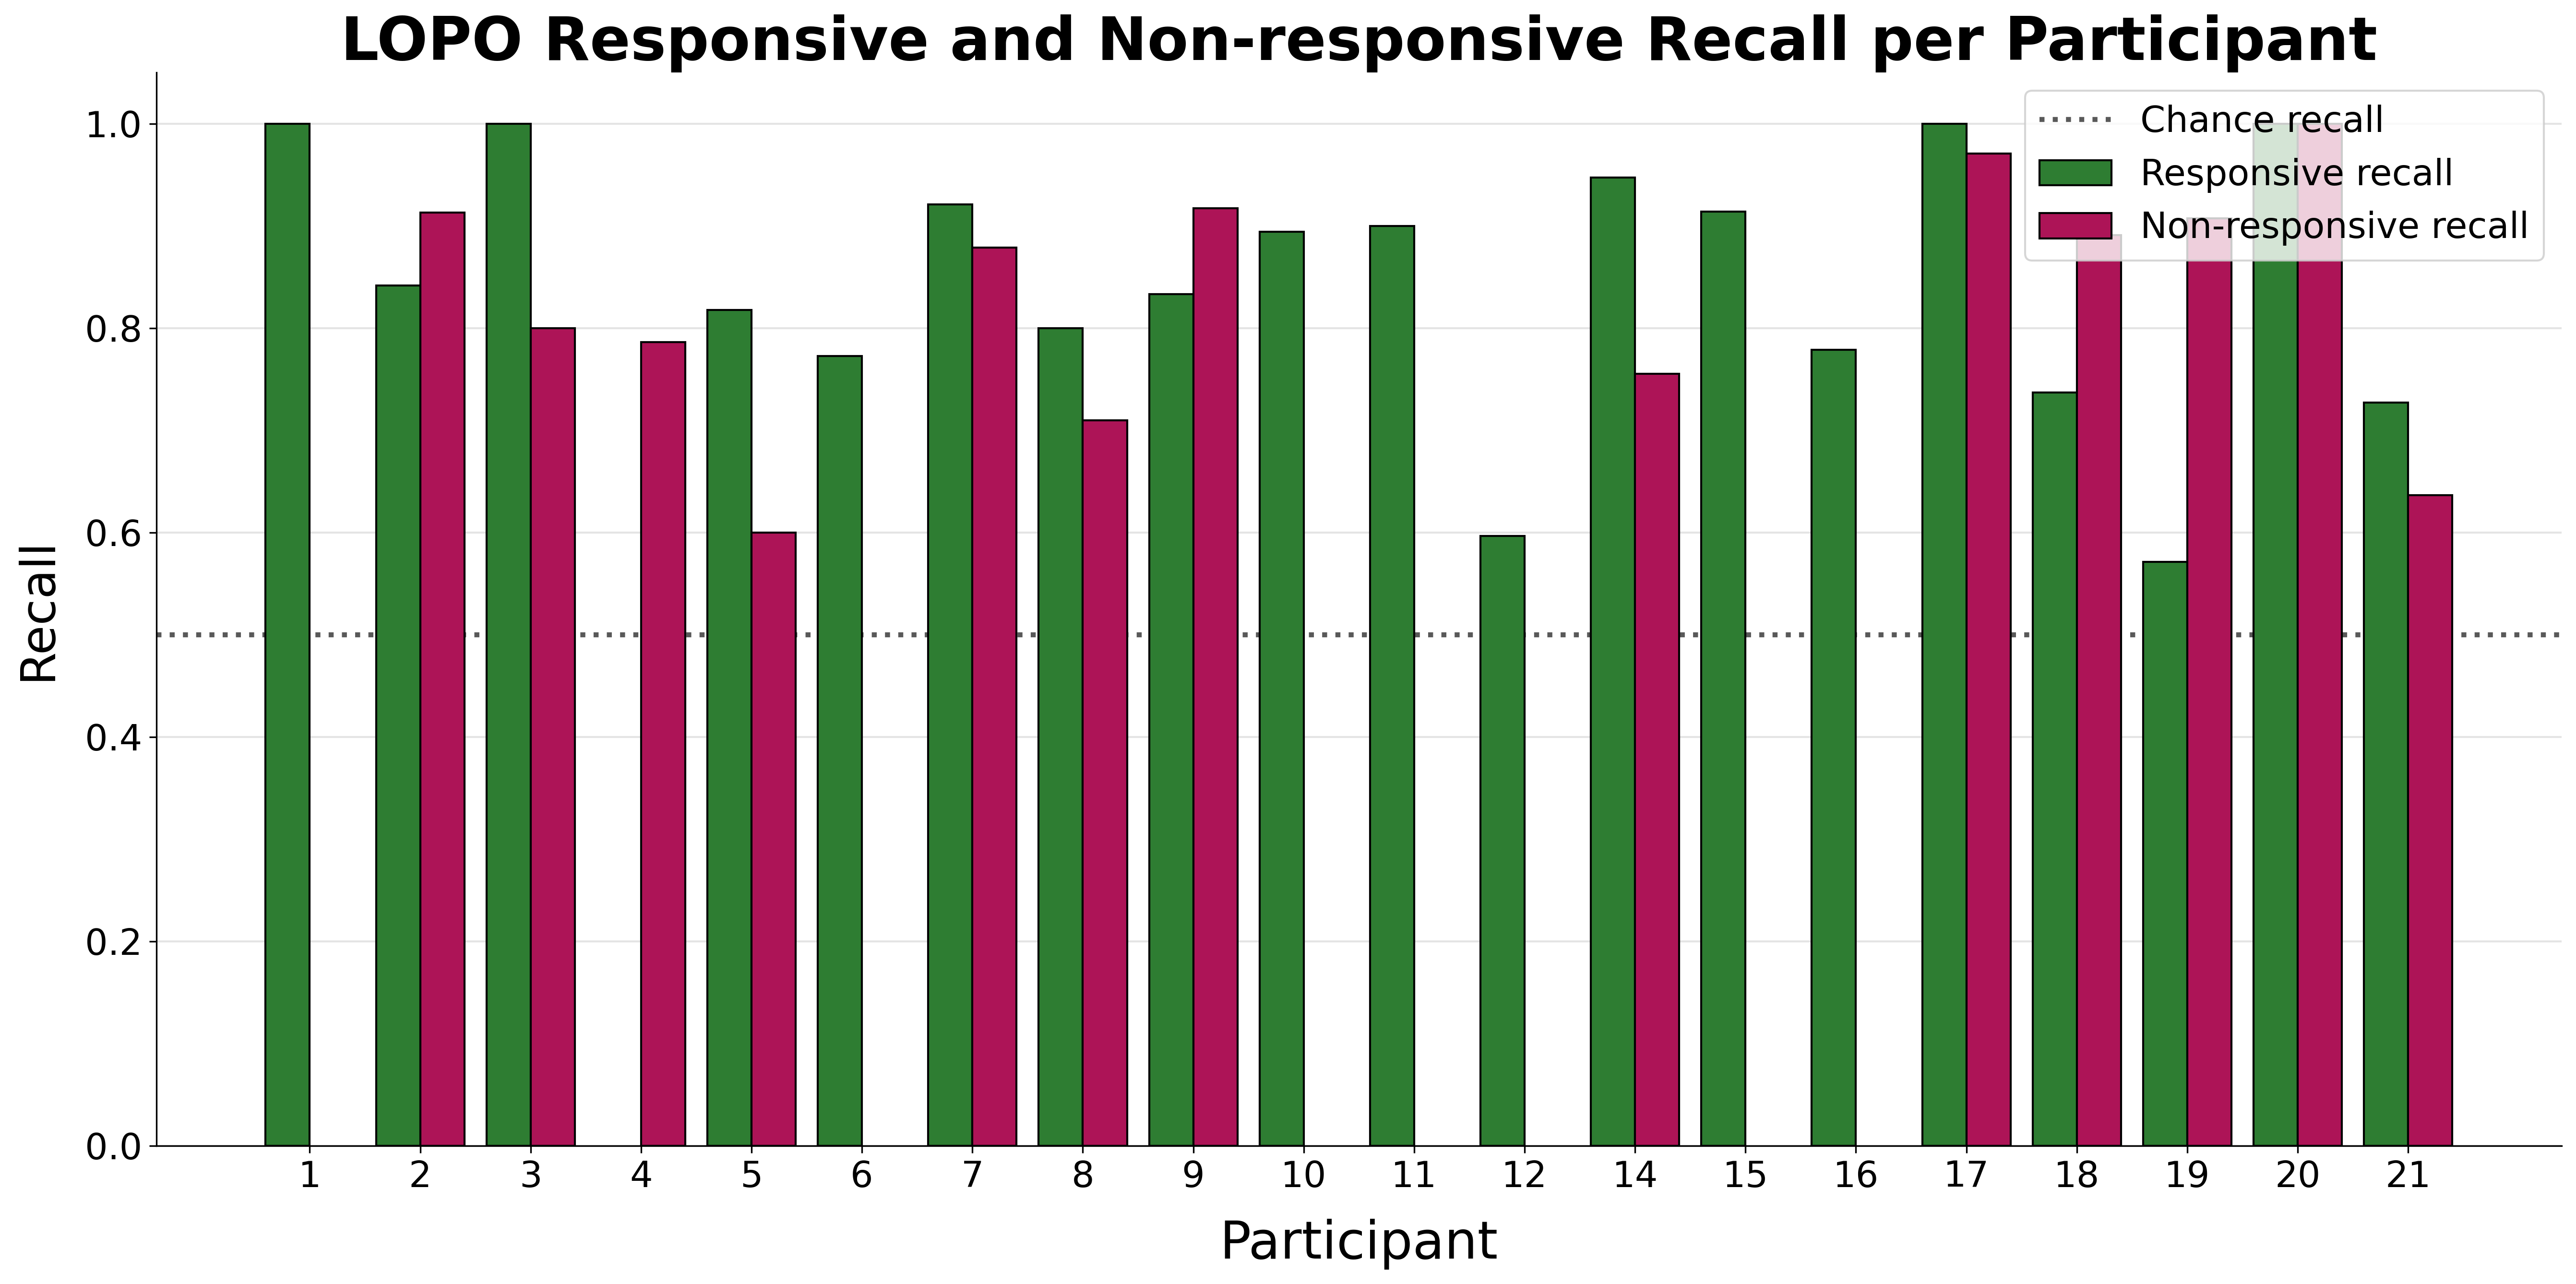 LOPO Responsive and Non-responsive Recall per Participant
Chance recall
Responsive recall
Non-responsive recall
1.0
0.8
0.6
0.4
0.2
0.0
Recall
1 2 3 4 5 6 7 8 9 10 11 12 14 15 16 17 18 19 20 21
Participant